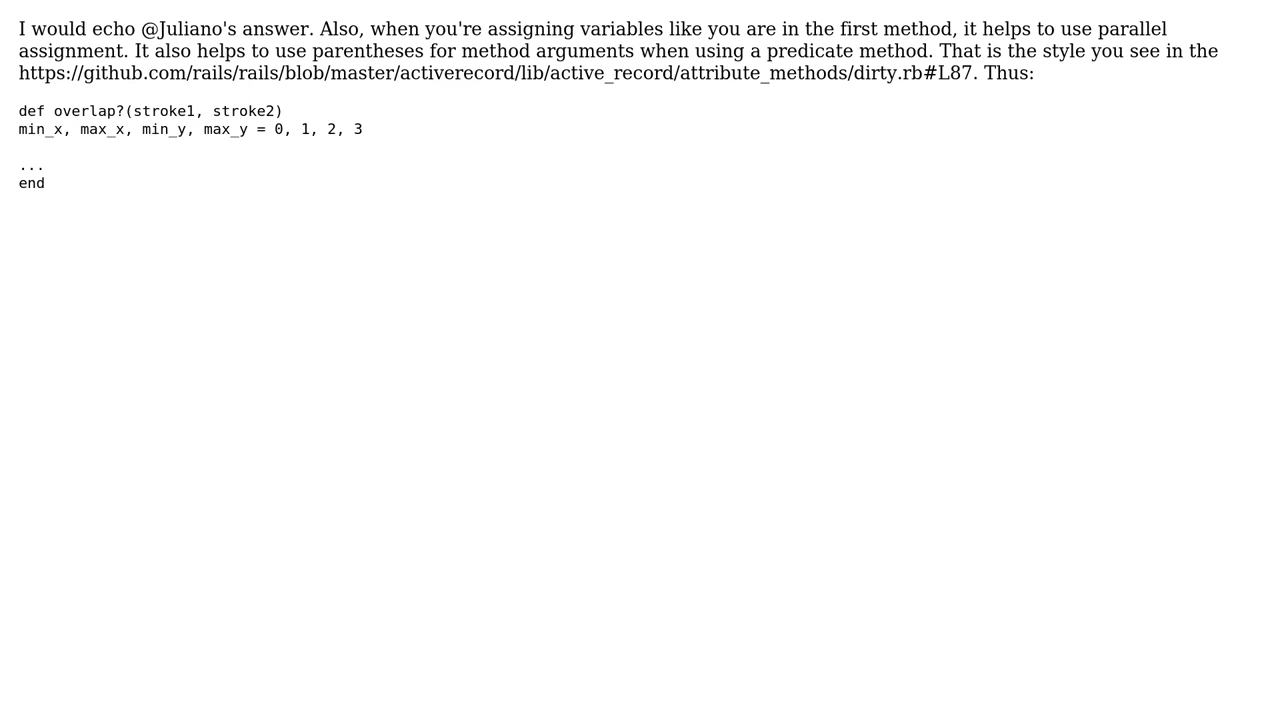 I would echo @Juliano's answer. Also, when you're assigning variables like you are in the first method, it helps to use parallel
assignment. It also helps to use parentheses for method arguments when using a predicate method. That is the style you see in the
https://github.com/rails/rails/blob/master/activerecord/lib/active_record/attribute_methods/dirty.rb#L87. Thus:
def overlap?(stroke1, stroke2)
min_x, max_x, min_y, max_y = 0, 1, 2, 3
...
end